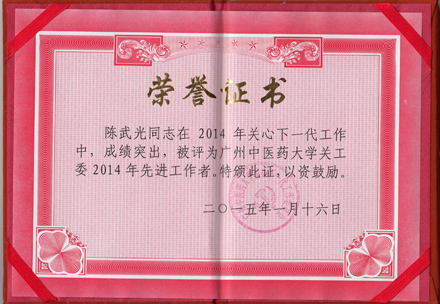 荣誉证书
陈武光同志在 2014 年关心下一代工作
中，成绩突出，被评为广州中医药大学关工
委 2014 年先进工作者。特颁此证，以资鼓励。
二〇一五年一月十六日